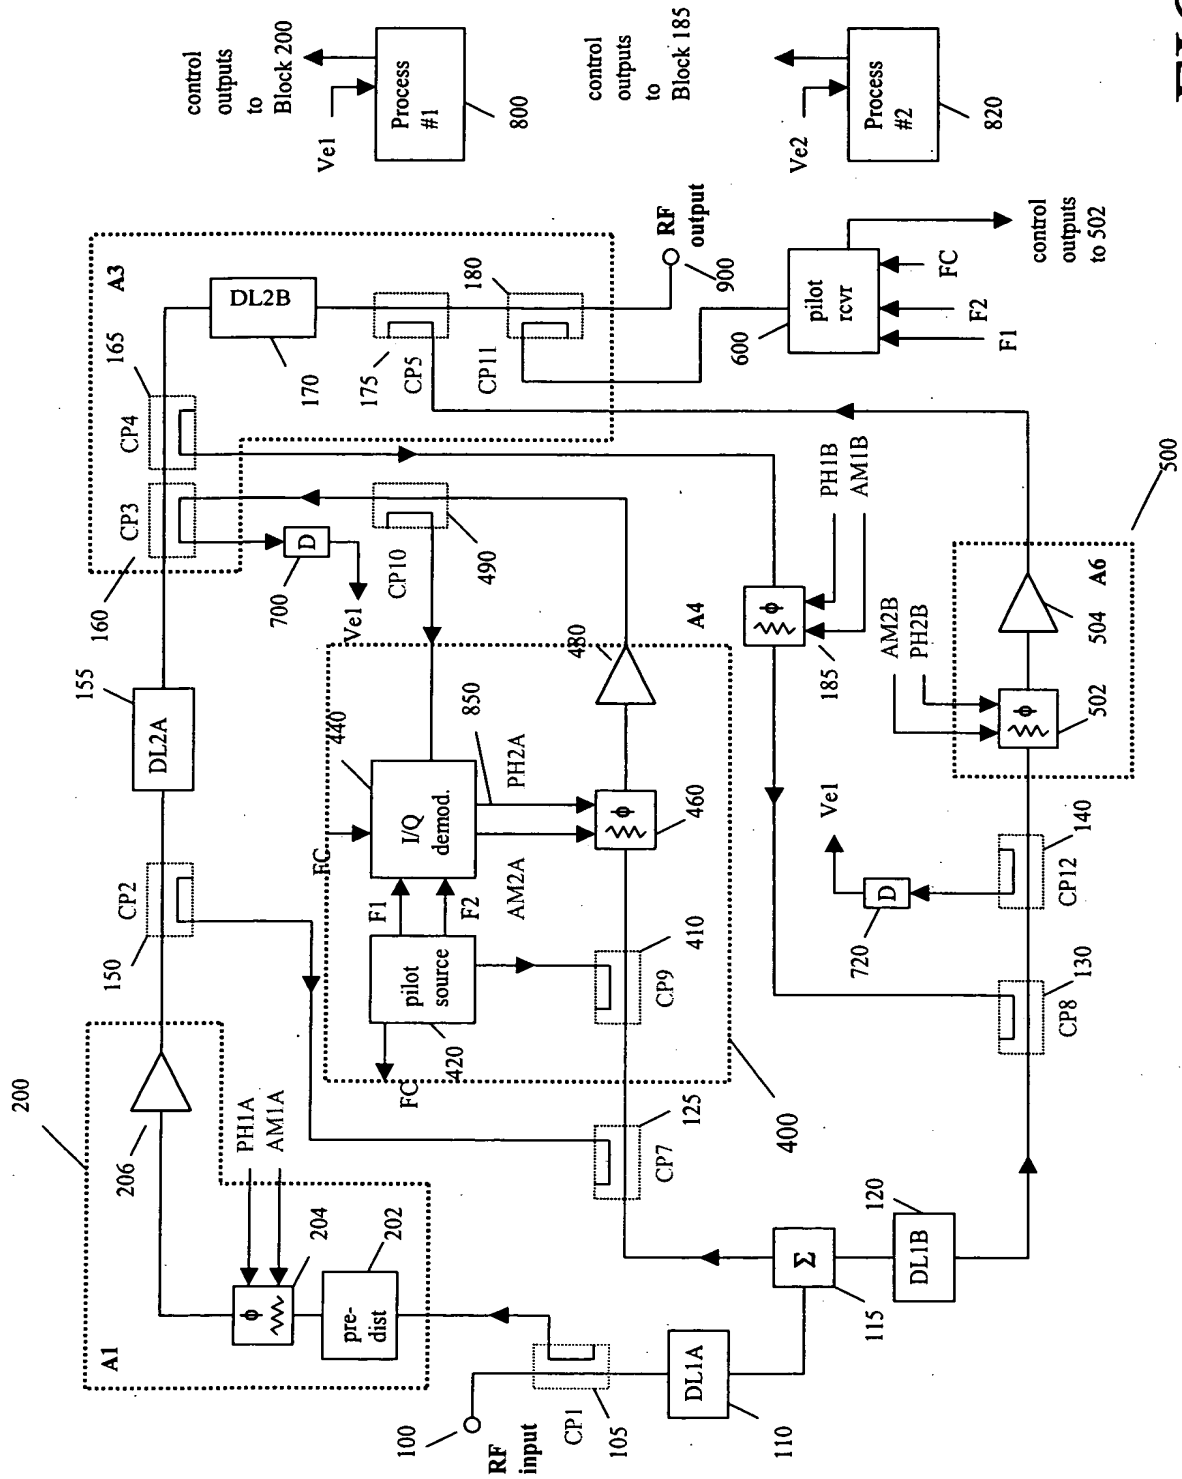 200
A1
206
PH1A
AM1A
204
202
pre-
dist
100
RF
input
CP1
105
DL1A
110
Σ
115
DL1B
120
CP2
150
DL2A
155
CP3
160
CP4
165
A3
DL2B
170
175
CP5
180
CP11
RF
output
900
D
700
Ve1
CP10
490
FC
440
I/Q
demod.
850
PH2A
AM2A
F1
F2
pilot
source
420
FC
ϕ
460
480
CP9
410
400
CP7
125
A4
ϕ
185
PH1B
AM1B
CP8
130
CP12
140
D
720
Ve1
AM2B
PH2B
ϕ
502
504
A6
500
pilot
rcvr
600
F1
F2
FC
control
outputs
to 502
control
outputs
to
Block 200
Ve1
Process
#1
800
control
outputs
to
Block 185
Ve2
Process
#2
820
ϕ